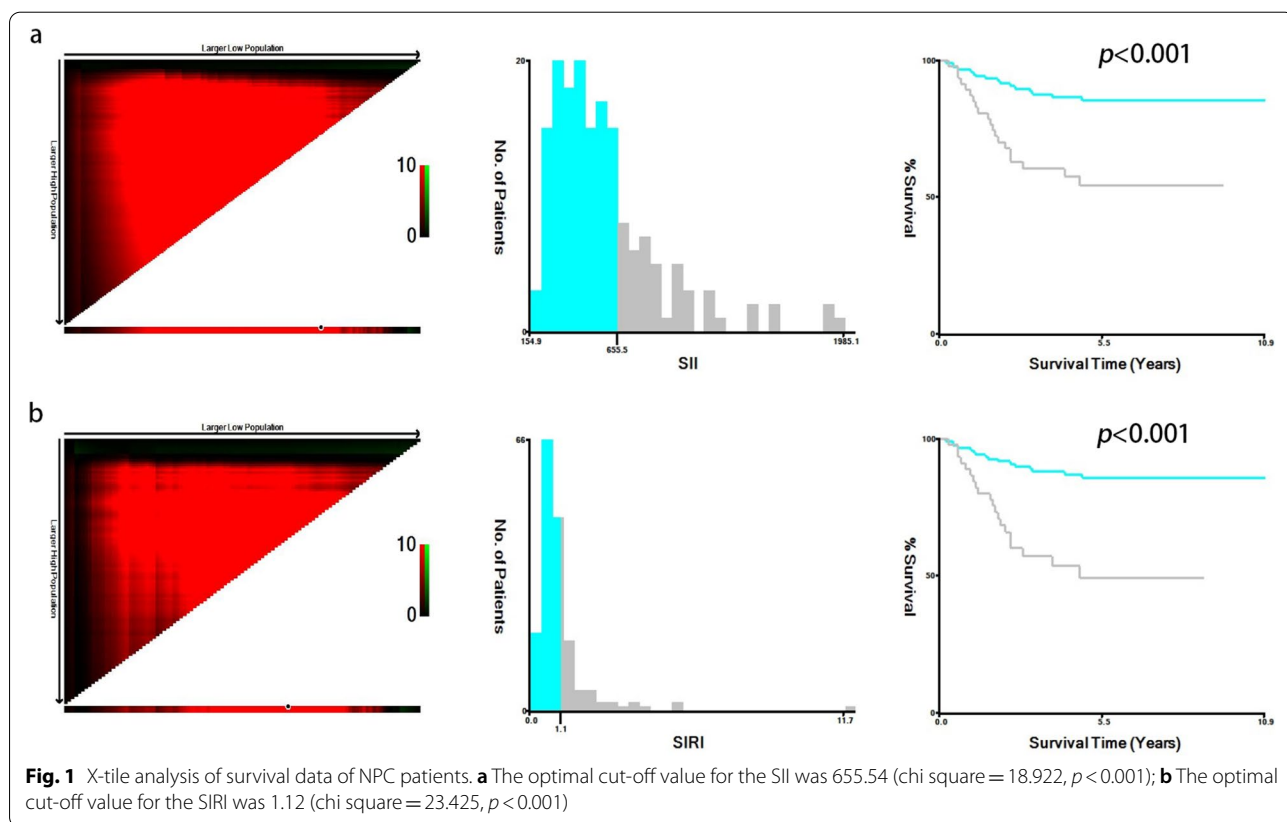 a
Larger Low Population
Larger High Population
10
0
20
No. of Patients
0
154.9
655.5
1985.1
SII
p<0.001
100
% Survival
50
0
0.0
5.5
10.9
Survival Time (Years)
b
Larger Low Population
Larger High Population
10
0
66
No. of Patients
0
0.0
1.1
11.7
SIRI
p<0.001
100
% Survival
50
0
0.0
5.5
10.9
Survival Time (Years)
Fig. 1 X-tile analysis of survival data of NPC patients. a The optimal cut-off value for the SII was 655.54 (chi square = 18.922, p < 0.001); b The optimal
cut-off value for the SIRI was 1.12 (chi square = 23.425, p < 0.001)